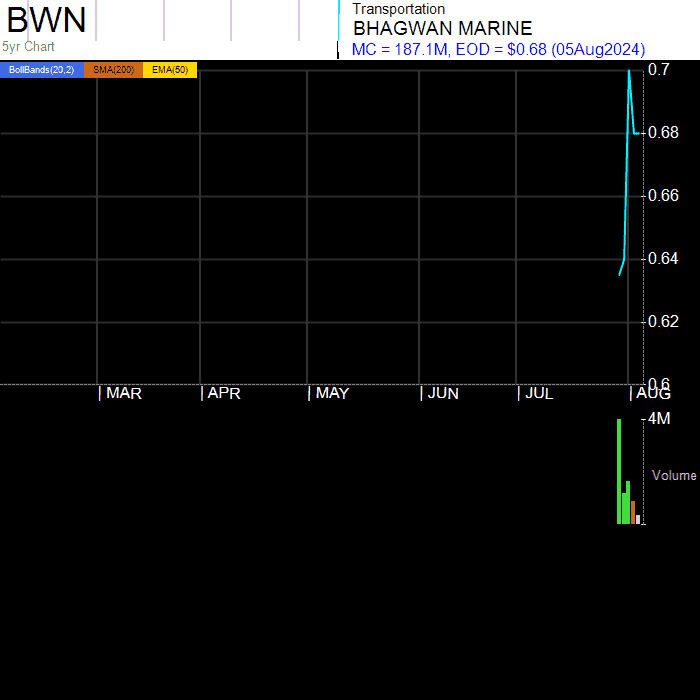 BWN
5yr Chart
Transportation
BHAGWAN MARINE
MC = 187.1M, EOD = $0.68 (05Aug2024)
BollBands(20,2) SMA(200) EMA(50)
0.7
0.68
0.66
0.64
0.62
0.6
| MAR | APR | MAY | JUN | JUL | AUG
4M
Volume